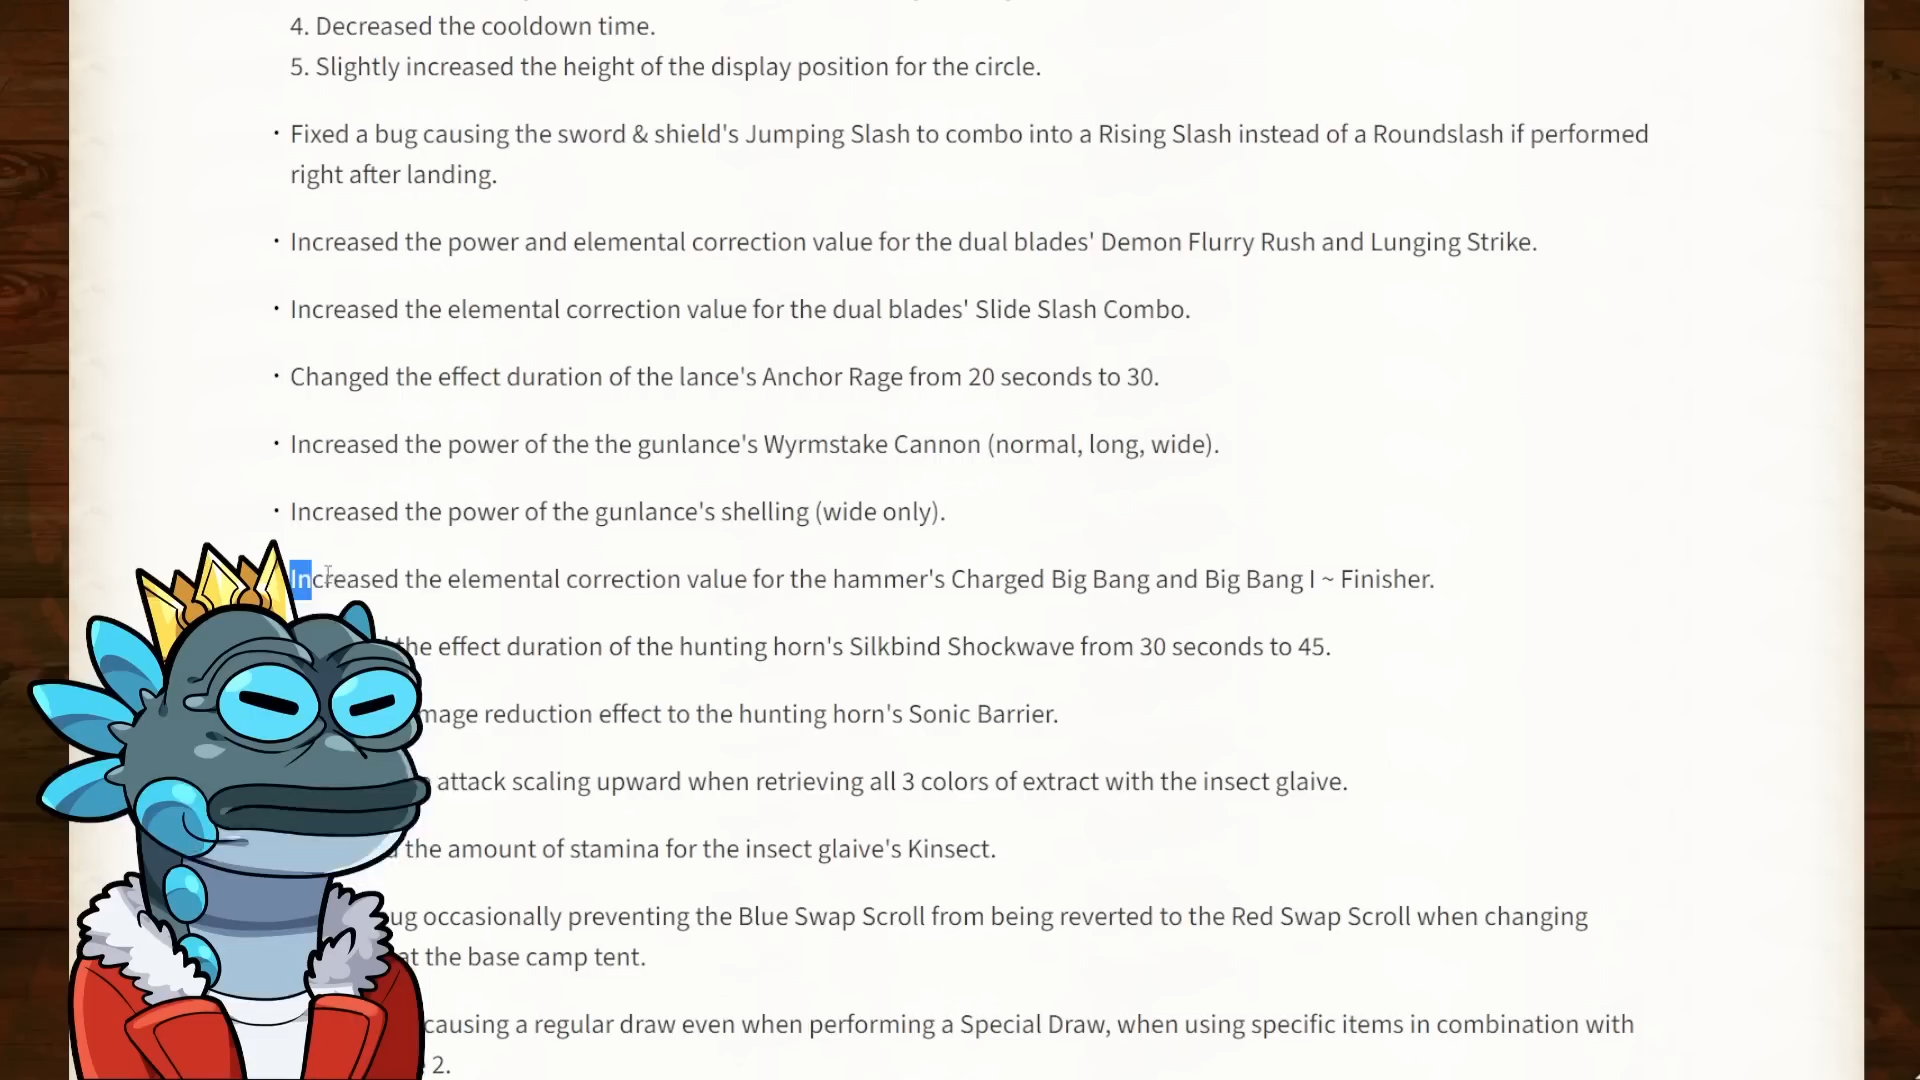 4. Decreased the cooldown time.
5. Slightly increased the height of the display position for the circle.
・Fixed a bug causing the sword & shield's Jumping Slash to combo into a Rising Slash instead of a Roundslash if performed
right after landing.
・Increased the power and elemental correction value for the dual blades' Demon Flurry Rush and Lunging Strike.
・Increased the elemental correction value for the dual blades' Slide Slash Combo.
・Changed the effect duration of the lance's Anchor Rage from 20 seconds to 30.
・Increased the power of the the gunlance's Wyrmstake Cannon (normal, long, wide).
・Increased the power of the gunlance's shelling (wide only).
Increased the elemental correction value for the hammer's Charged Big Bang and Big Bang I ~ Finisher.
the effect duration of the hunting horn's Silkbind Shockwave from 30 seconds to 45.
reduction effect to the hunting horn's Sonic Barrier.
attack scaling upward when retrieving all 3 colors of extract with the insect glaive.
the amount of stamina for the insect glaive's Kinsect.
occasionally preventing the Blue Swap Scroll from being reverted to the Red Swap Scroll when changing
at the base camp tent.
causing a regular draw even when performing a Special Draw, when using specific items in combination with
2.